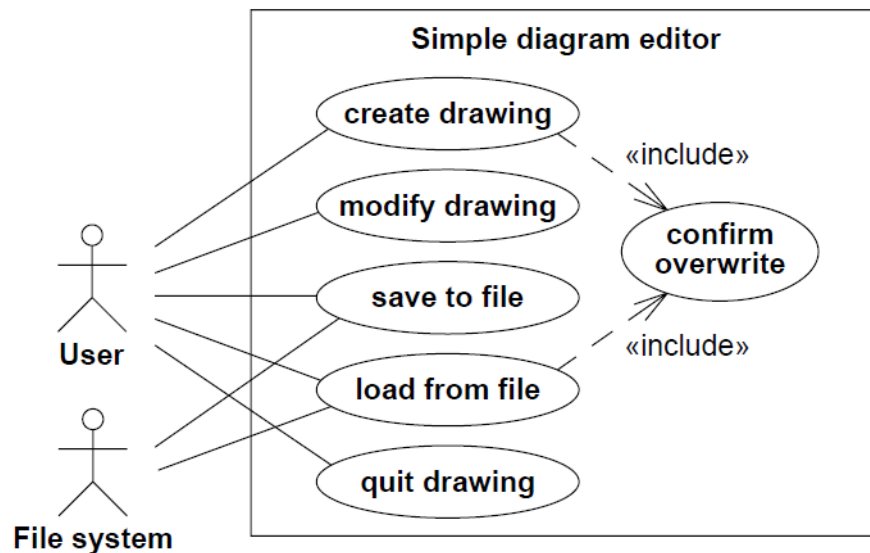 Simple diagram editor
create drawing
«include»
modify drawing
confirm
overwrite
save to file
User
«include»
load from file
quit drawing
File system